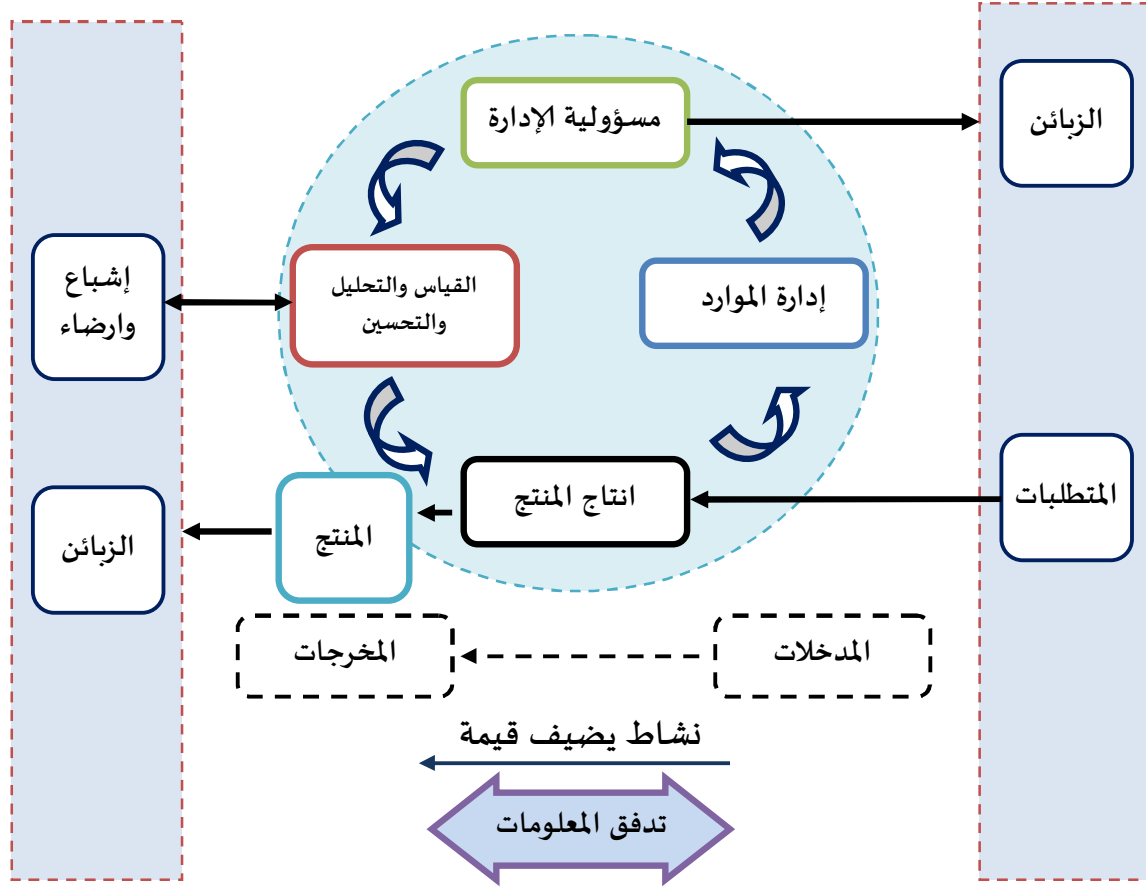 مسؤولية الإدارة
الزبائن
إشباع
وارضاء
القياس والتحليل
والتحسين
إدارة الموارد
المتطلبات
انتاج المنتج
المنتج
الزبائن
المدخلات
المخرجات
نشاط يضيف قيمة
تدفق المعلومات